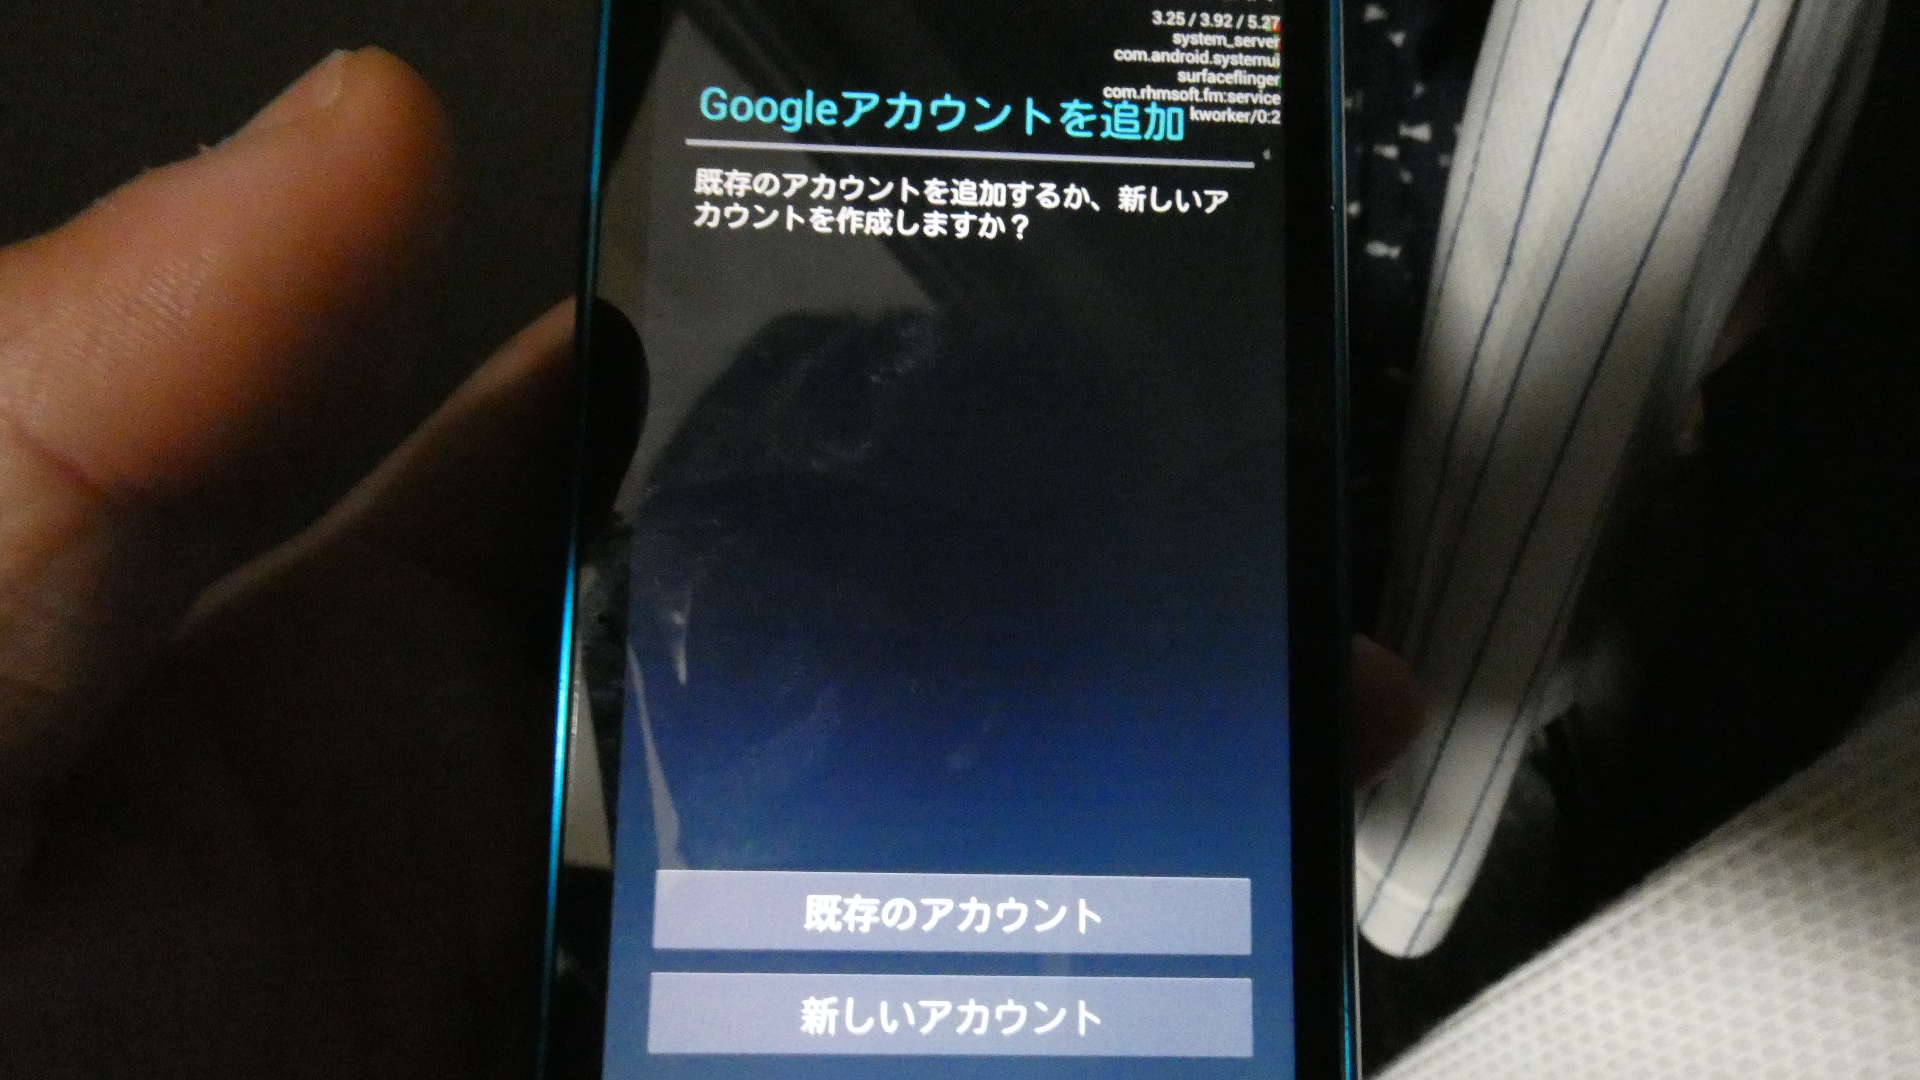 3.25 / 3.92 / 5.27
system_server
com.android.systemui
surfaceflinger
com.rhmsoft.fm:service
kworker/0:2
Googleアカウントを追加
既存のアカウントを追加するか、新しいア
カウントを作成しますか？
既存のアカウント
新しいアカウント